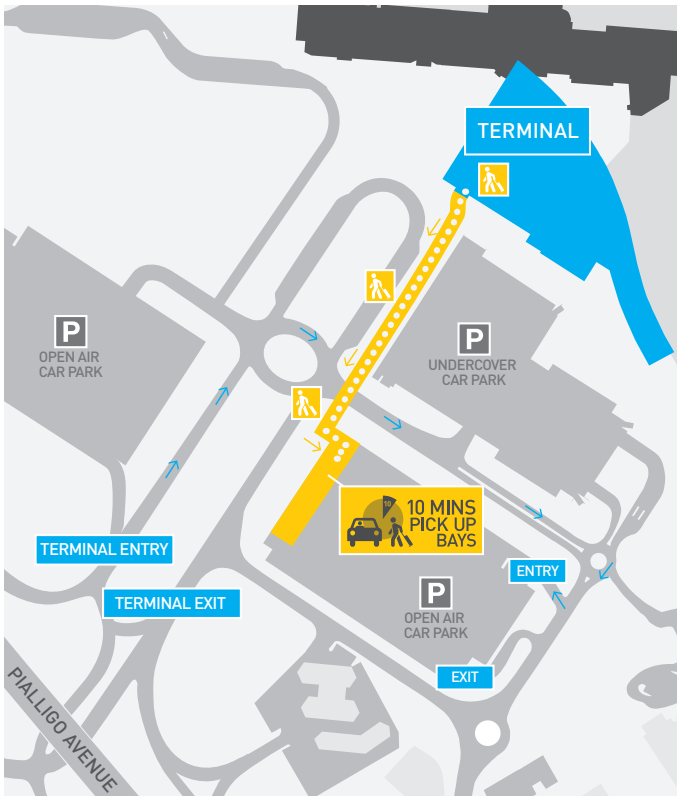 TERMINAL
P
OPEN AIR
CAR PARK
P
UNDERCOVER
CAR PARK
10
10 MINS
PICK UP
BAYS
TERMINAL ENTRY
ENTRY
TERMINAL EXIT
P
OPEN AIR
CAR PARK
EXIT
PIALLIGO AVENUE